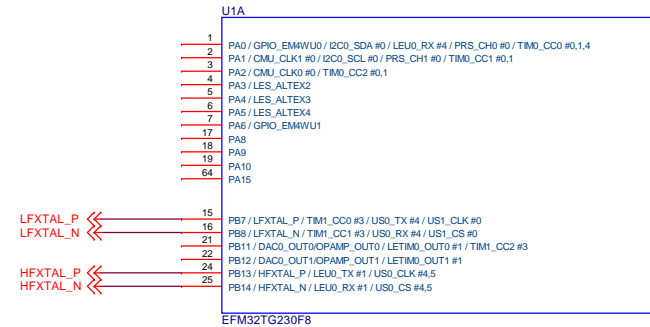 U1A
1 PA0 / GPIO_EM4WU0 / I2C0_SDA #0 / LEU0_RX #4 / PRS_CH0 #0 / TIM0_CC0 #0,1,4
2 PA1 / CMU_CLK1 #0 / I2C0_SCL #0 / PRS_CH1 #0 / TIM0_CC1 #0,1
3 PA2 / CMU_CLK0 #0 / TIM0_CC2 #0,1
4 PA3 / LES_ALTEX2
5 PA4 / LES_ALTEX3
6 PA5 / LES_ALTEX4
7 PA6 / GPIO_EM4WU1
17 PA8
18 PA9
19 PA10
64 PA15
LFXTAL_P 15 PB7 / LFXTAL_P / TIM1_CC0 #3 / US0_TX #4 / US1_CLK #0
LFXTAL_N 16 PB8 / LFXTAL_N / TIM1_CC1 #3 / US0_RX #4 / US1_CS #0
21 PB11 / DAC0_OUT0/OPAMP_OUT0 / LETIM0_OUT0 #1 / TIM1_CC2 #3
22 PB12 / DAC0_OUT1/OPAMP_OUT1 / LETIM0_OUT1 #1
HFXTAL_P 24 PB13 / HFXTAL_P / LEU0_TX #1 / US0_CLK #4,5
HFXTAL_N 25 PB14 / HFXTAL_N / LEU0_RX #1 / US0_CS #4,5
EFM32TG230F8